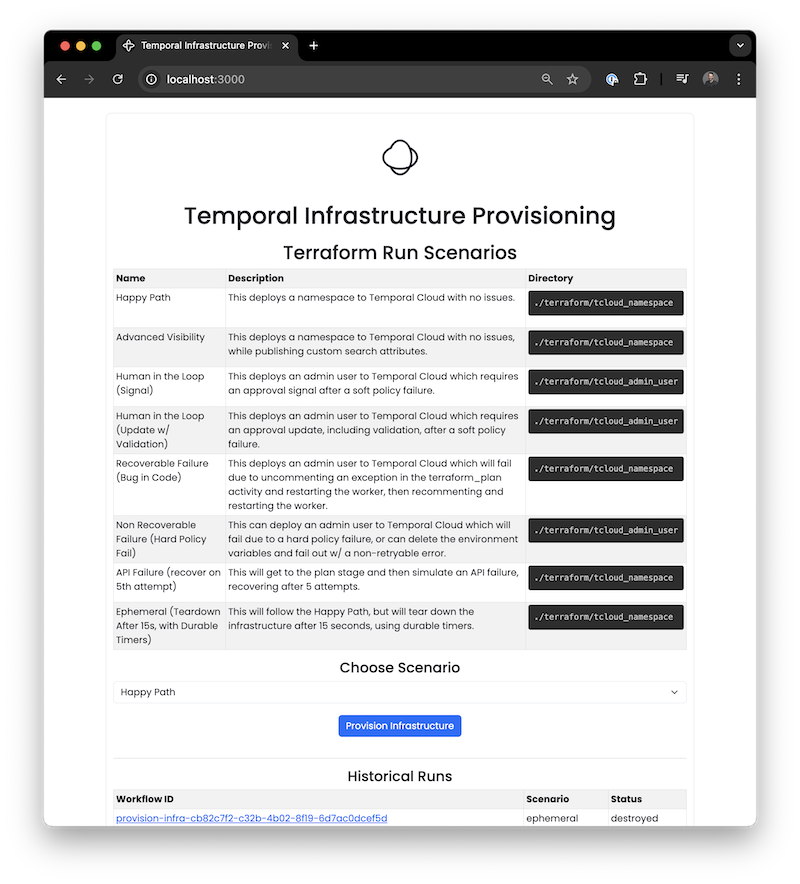 Temporal Infrastructure Provi
localhost:3000
Temporal Infrastructure Provisioning
Terraform Run Scenarios
Name Description Directory
Happy Path This deploys a namespace to Temporal Cloud with no issues. ./terraform/tcloud_namespace
Advanced Visibility This deploys a namespace to Temporal Cloud with no issues, ./terraform/tcloud_namespace
while publishing custom search attributes.
Human in the Loop This deploys an admin user to Temporal Cloud which requires ./terraform/tcloud_admin_user
(Signal) an approval signal after a soft policy failure.
Human in the Loop This deploys an admin user to Temporal Cloud which requires ./terraform/tcloud_admin_user
(Update w/ an approval update, including validation, after a soft policy
Validation) failure.
Recoverable Failure This deploys an admin user to Temporal Cloud which will fail ./terraform/tcloud_namespace
(Bug in Code) due to uncommenting an exception in the terraform_plan
activity and restarting the worker, then recommenting and
restarting the worker.
Non Recoverable This can deploy an admin user to Temporal Cloud which will ./terraform/tcloud_admin_user
Failure (Hard Policy fail due to a hard policy failure, or can delete the environment
Fail) variables and fail out w/ a non-retryable error.
API Failure (recover on This will get to the plan stage and then simulate an API failure, ./terraform/tcloud_namespace
5th attempt) recovering after 5 attempts.
Ephemeral (Teardown This will follow the Happy Path, but will tear down the ./terraform/tcloud_namespace
After 15s, with Durable infrastructure after 15 seconds, using durable timers.
Timers)
Choose Scenario
Happy Path
Provision Infrastructure
Historical Runs
Workflow ID Scenario Status
provision-infra-cb82c7f2-c32b-4b02-8f19-6d7ac0dcef5d ephemeral destroyed